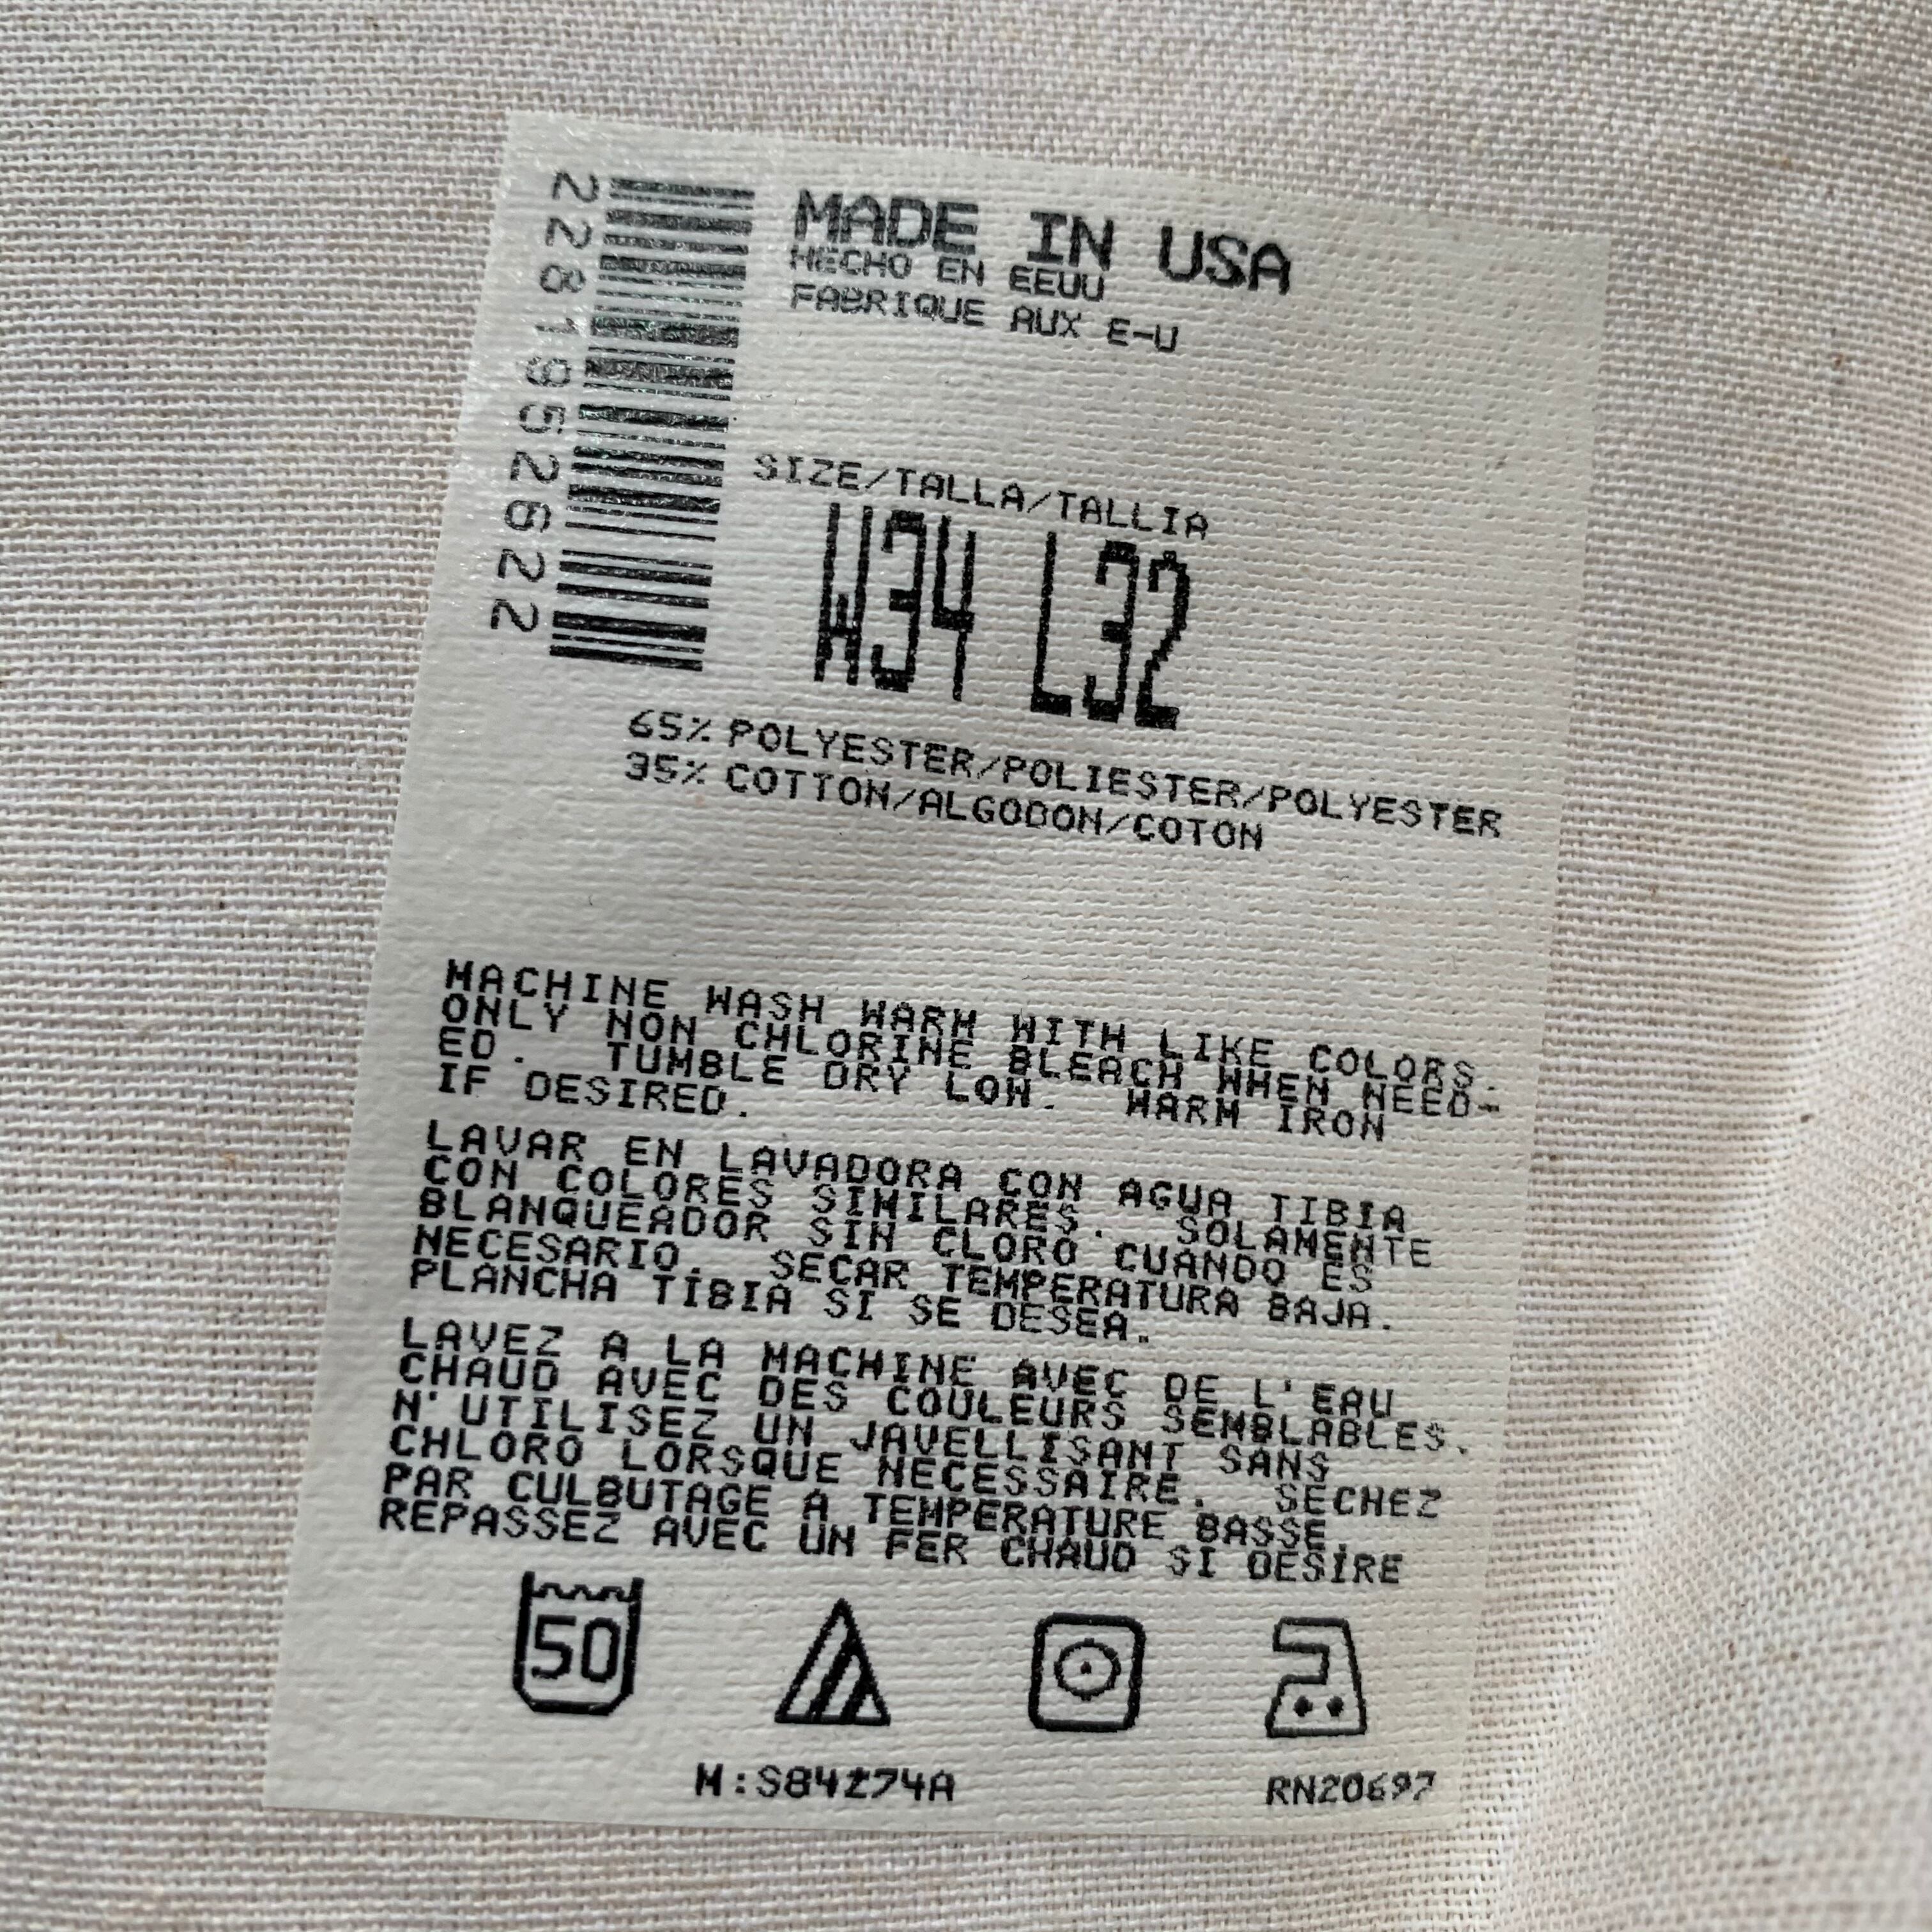 2228195262​2
MADE IN USA
HECHO EN EEUU
FABRIQUE AUX E-U
SIZE/TALLA/TALLIA
W34 L32
65% POLYESTER/POLIESTER/POLYESTER
35% COTTON/ALGODON/COTON
MACHINE WASH WARM WITH LIKE COLORS.
ONLY NON CHLORINE BLEACH WHEN NEED-
ED. TUMBLE DRY LOW. WARM IRON
IF DESIRED.
LAVAR EN LAVADORA CON AGUA TIBIA
CON COLORES SIMILARES. SOLAMENTE
BLANQUEADOR SIN CLORO CUANDO ES
NECESARIO. SECAR TEMPERATURA BAJA.
PLANCHA TIBIA SI SE DESEA.
LAVEZ A LA MACHINE AVEC DE L'EAU
CHAUD AVEC DES COULEURS SEMBLABLES.
N'UTILISEZ UN JAVELLISANT SANS
CHLORO LORSQUE NECESSAIRE. SECHEZ
PAR CULBUTAGE A TEMPERATURE BASSE.
REPASSEZ AVEC UN FER CHAUD SI DESIRE
50
M:S84274A RN20697